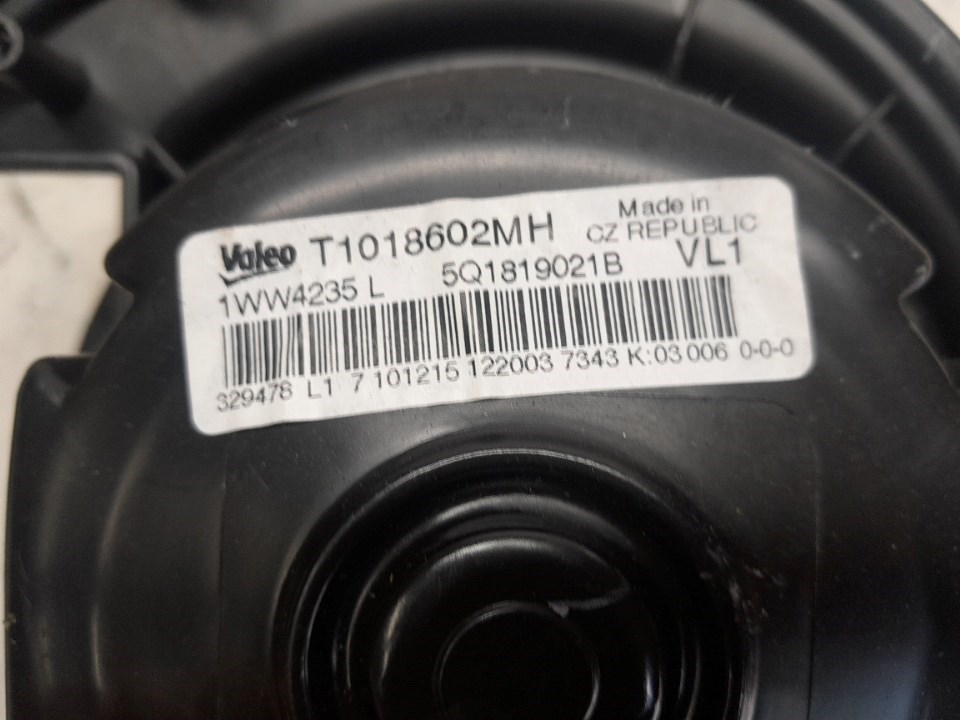 Valeo T1018602MH Made in
CZ REPUBLIC
1WW4235 L 5Q1819021B VL1
329478 L1 7 101215 122003 7343 K:03 006 0-0-0